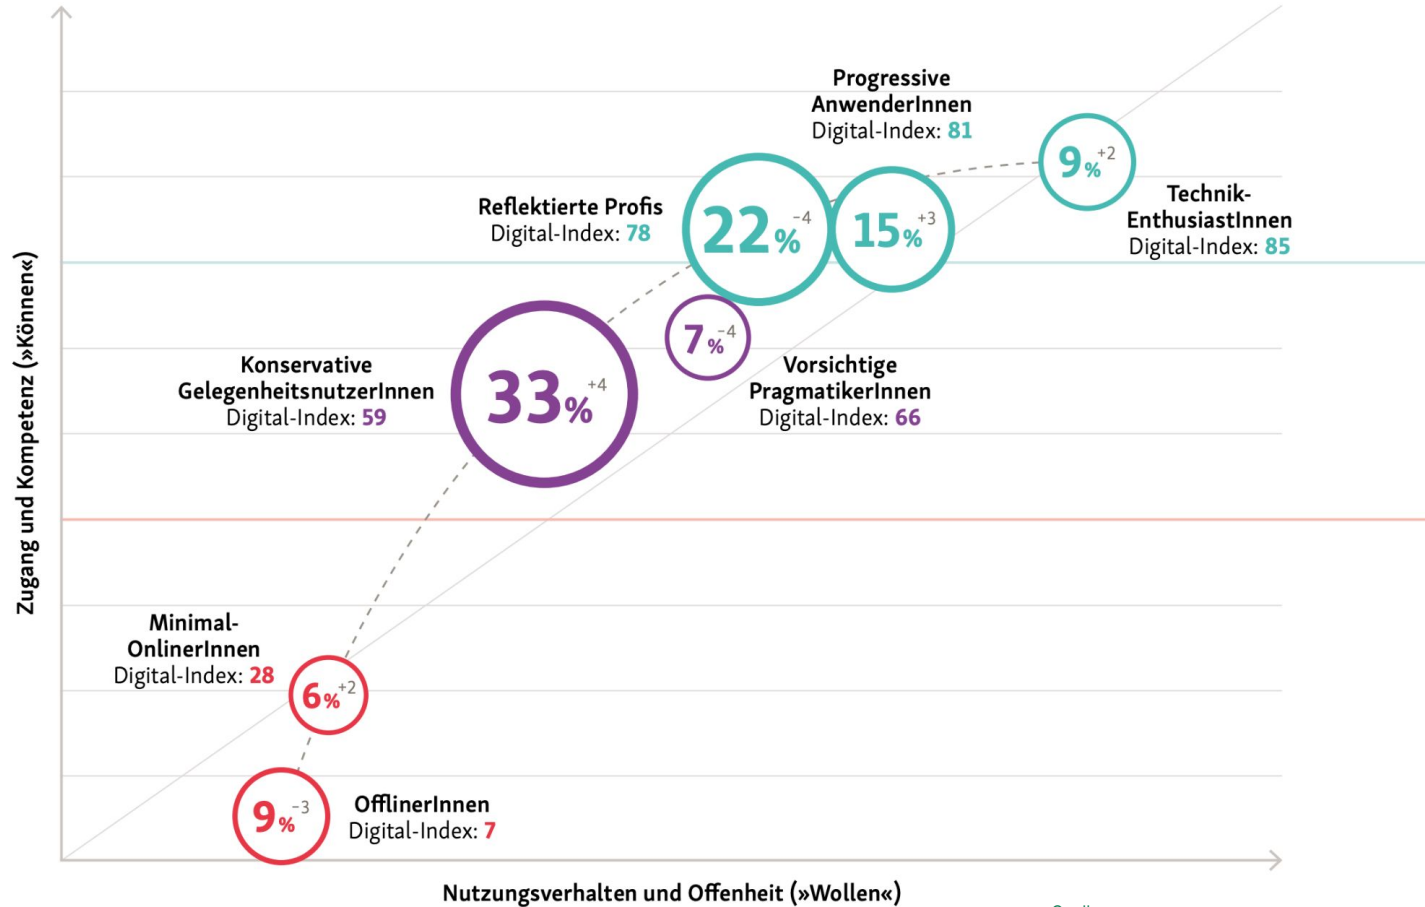 Progressive
AnwenderInnen
Digital-Index: 81
9% +2
Technik-
EnthusiastInnen
Digital-Index: 85
Reflektierte Profis
Digital-Index: 78
22% −4
15% +3
7% −4
Vorsichtige
PragmatikerInnen
Digital-Index: 66
Konservative
GelegenheitsnutzerInnen
Digital-Index: 59
33% +4
Zugang und Kompetenz (»Können«)
Minimal-
OnlinerInnen
Digital-Index: 28
6% +2
9% −3
OfflinerInnen
Digital-Index: 7
Nutzungsverhalten und Offenheit (»Wollen«)